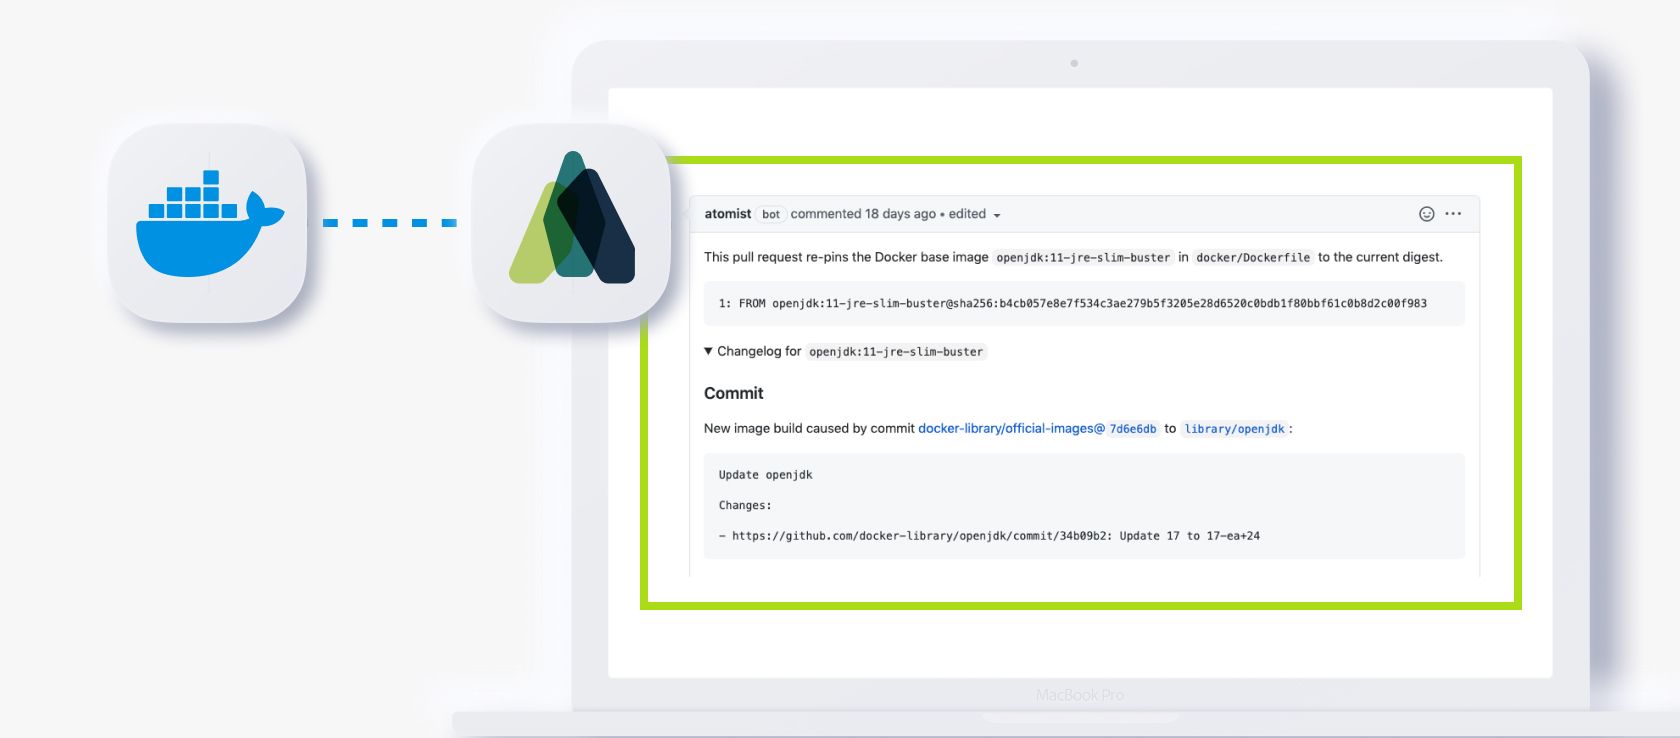 atomist bot commented 18 days ago • edited
This pull request re-pins the Docker base image openjdk:11-jre-slim-buster in docker/Dockerfile to the current digest.
1: FROM openjdk:11-jre-slim-buster@sha256:b4cb057e8e7f534c3ae279b5f3205e28d6520c0bdb1f80bbf61c0b8d2c00f983
▼ Changelog for openjdk:11-jre-slim-buster
Commit
New image build caused by commit docker-library/official-images@ 7d6e6db to library/openjdk :
Update openjdk
Changes:
– https://github.com/docker-library/openjdk/commit/34b09b2: Update 17 to 17-ea+24
MacBook Pro